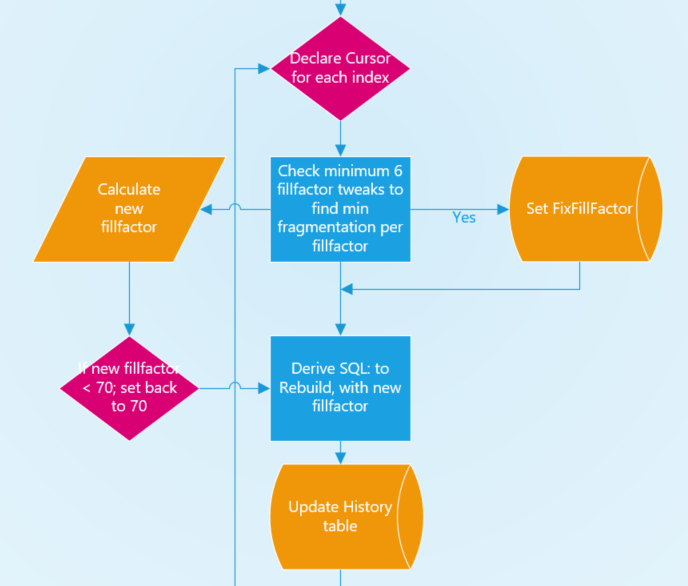 Declare Cursor
for each index
Check minimum 6
fillfactor tweaks to
find min
fragmentation per
fillfactor
Calculate
new
fillfactor
Yes
Set FixFillFactor
If new fillfactor
< 70; set back
to 70
Derive SQL: to
Rebuild, with new
fillfactor
Update History
table